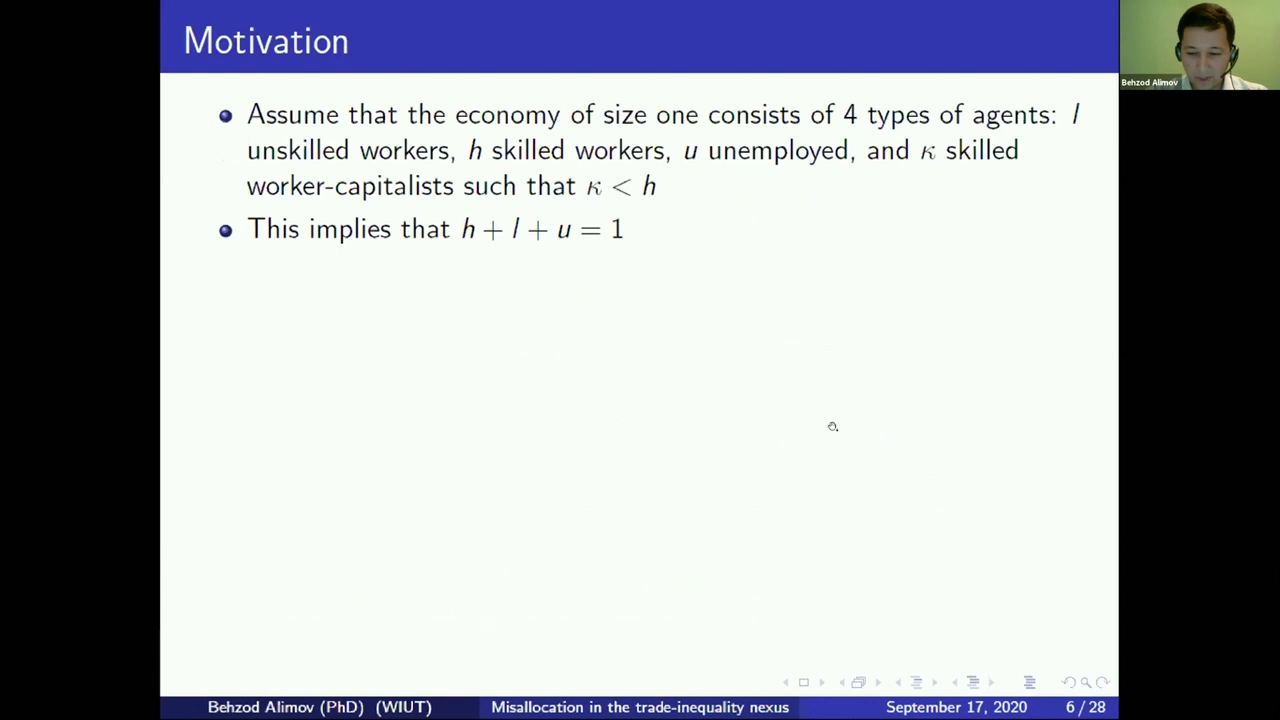 Motivation
Behzod Alimov
Assume that the economy of size one consists of 4 types of agents: l
unskilled workers, h skilled workers, u unemployed, and κ skilled
worker-capitalists such that κ < h
This implies that h + l + u = 1
Behzod Alimov (PhD) (WIUT) Misallocation in the trade-inequality nexus September 17, 2020 6 / 28